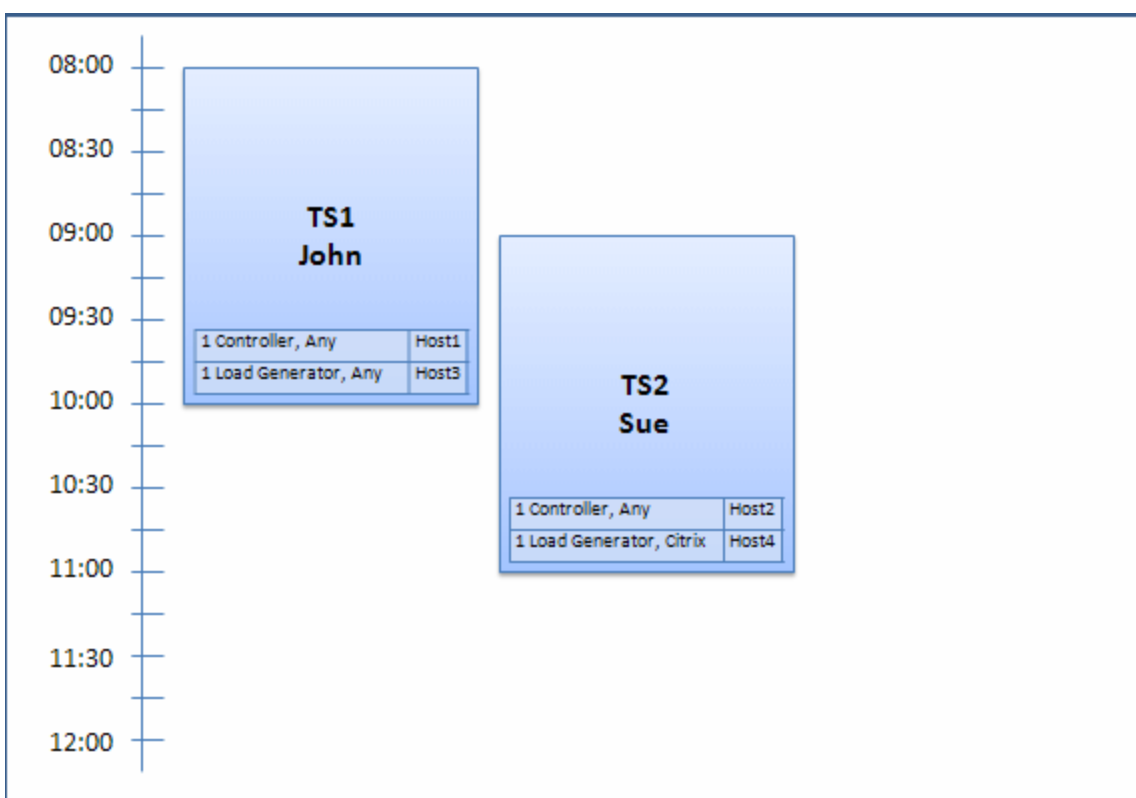 08:00
08:30
09:00
09:30
10:00
10:30
11:00
11:30
12:00
TS1
John
1 Controller, Any Host1
1 Load Generator, Any Host3
TS2
Sue
1 Controller, Any Host2
1 Load Generator, Citrix Host4